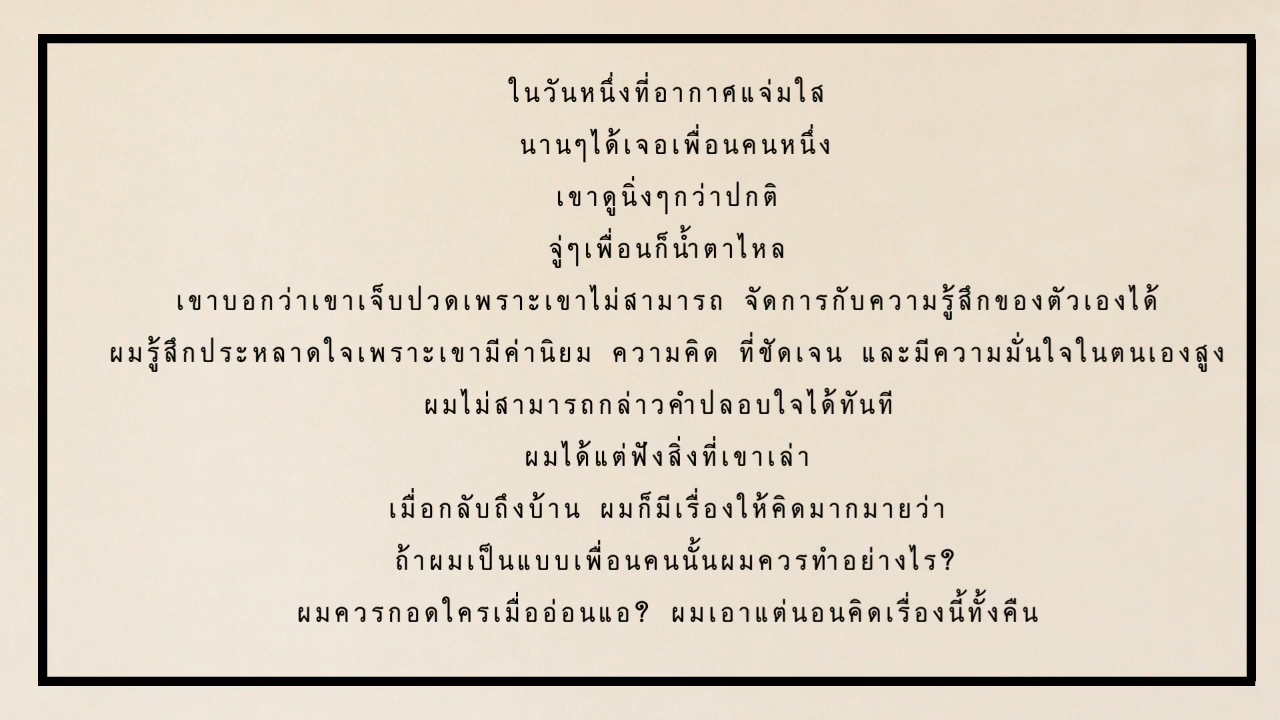 ในวันหนึ่งที่อากาศแจ่มใส
นานๆได้เจอเพื่อนคนหนึ่ง
เขาดูนิ่งๆกว่าปกติ
จู่ๆเพื่อนก็น้ำตาไหล
เขาบอกว่าเขาเจ็บปวดเพราะเขาไม่สามารถ จัดการกับความรู้สึกของตัวเองได้
ผมรู้สึกประหลาดใจเพราะเขามีค่านิยม ความคิด ที่ชัดเจน และมีความมั่นใจในตนเองสูง
ผมไม่สามารถกล่าวคำปลอบใจได้ทันที
ผมได้แต่ฟังสิ่งที่เขาเล่า
เมื่อกลับถึงบ้าน ผมก็มีเรื่องให้คิดมากมายว่า
ถ้าผมเป็นแบบเพื่อนคนนั้นผมควรทำอย่างไร?
ผมควรกอดใครเมื่ออ่อนแอ? ผมเอาแต่นอนคิดเรื่องนี้ทั้งคืน